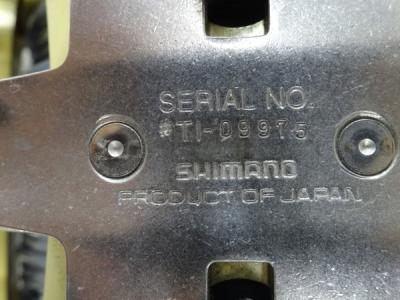 SERIAL NO.
#TI-09975
SHIMANO
PRODUCT OF JAPAN